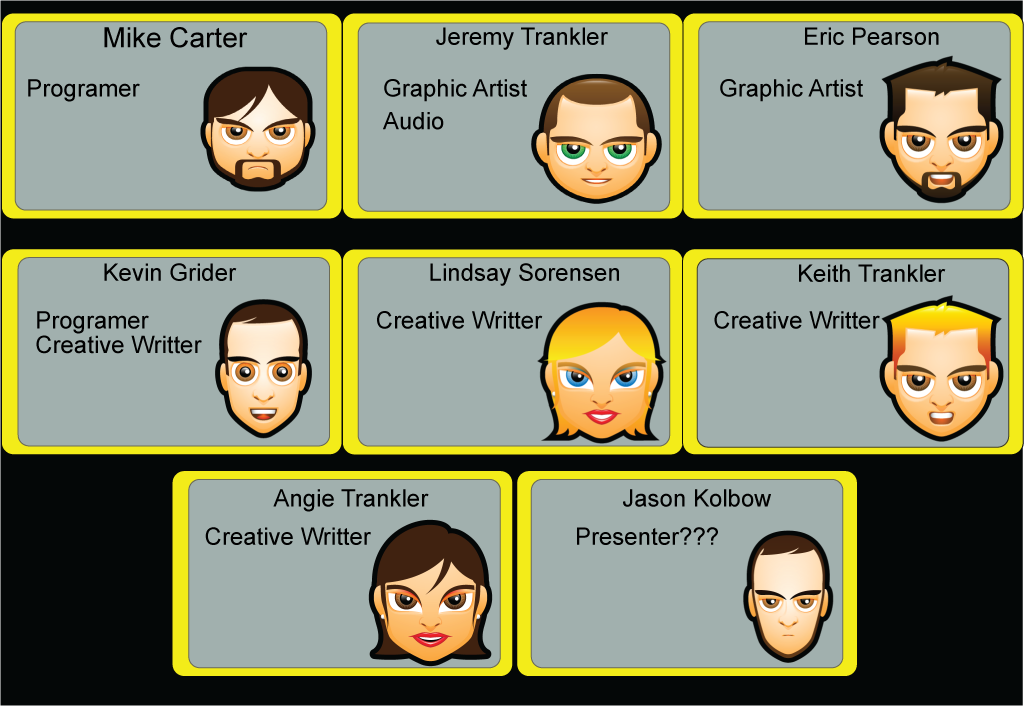 Mike Carter
Programer
Jeremy Trankler
Graphic Artist
Audio
Eric Pearson
Graphic Artist
Kevin Grider
Programer
Creative Writter
Lindsay Sorensen
Creative Writter
Keith Trankler
Creative Writter
Angie Trankler
Creative Writter
Jason Kolbow
Presenter???